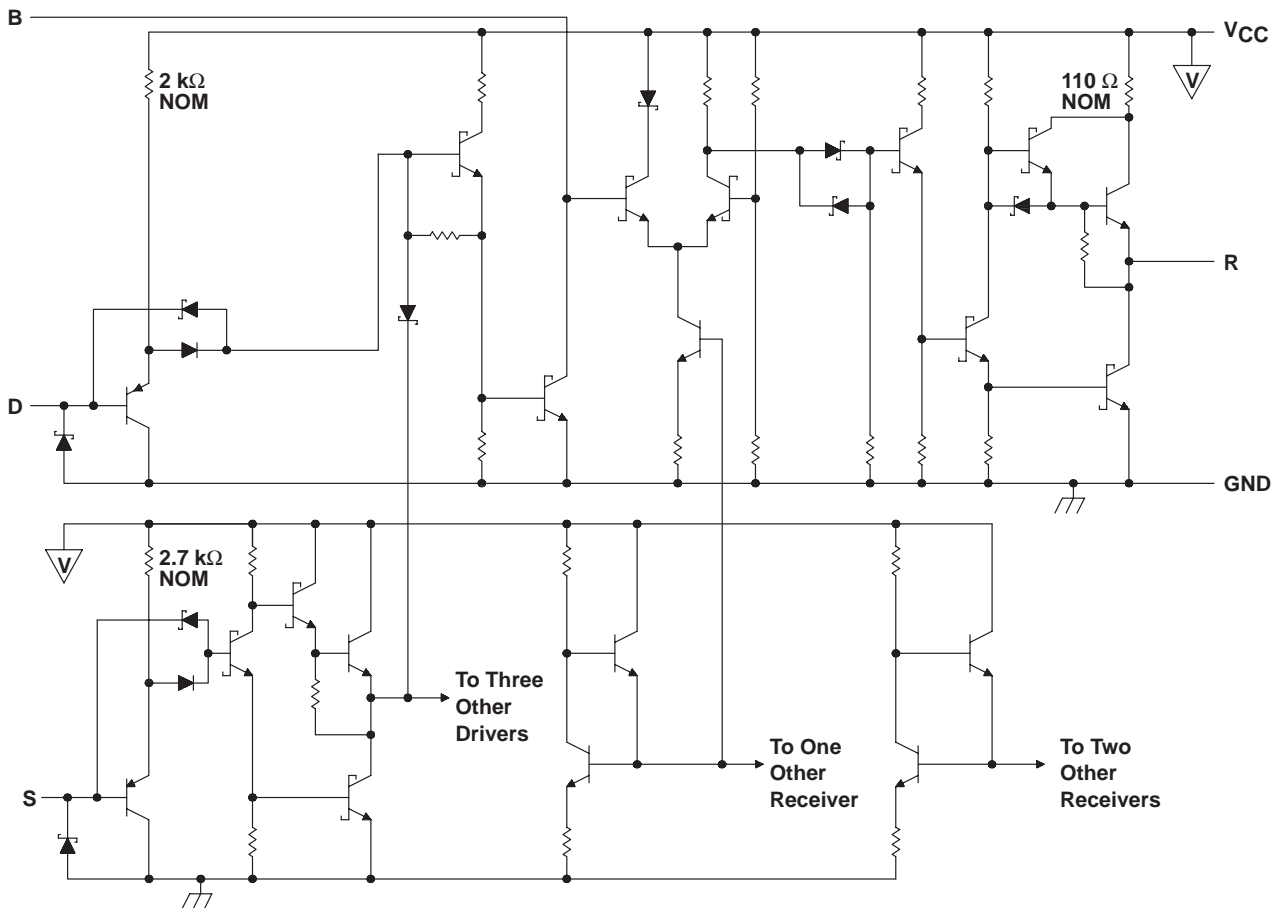 B
VCC
2 kΩ
NOM
110 Ω
NOM
V
R
D
GND
V
2.7 kΩ
NOM
To Three
Other
Drivers
To One
Other
Receiver
To Two
Other
Receivers
S